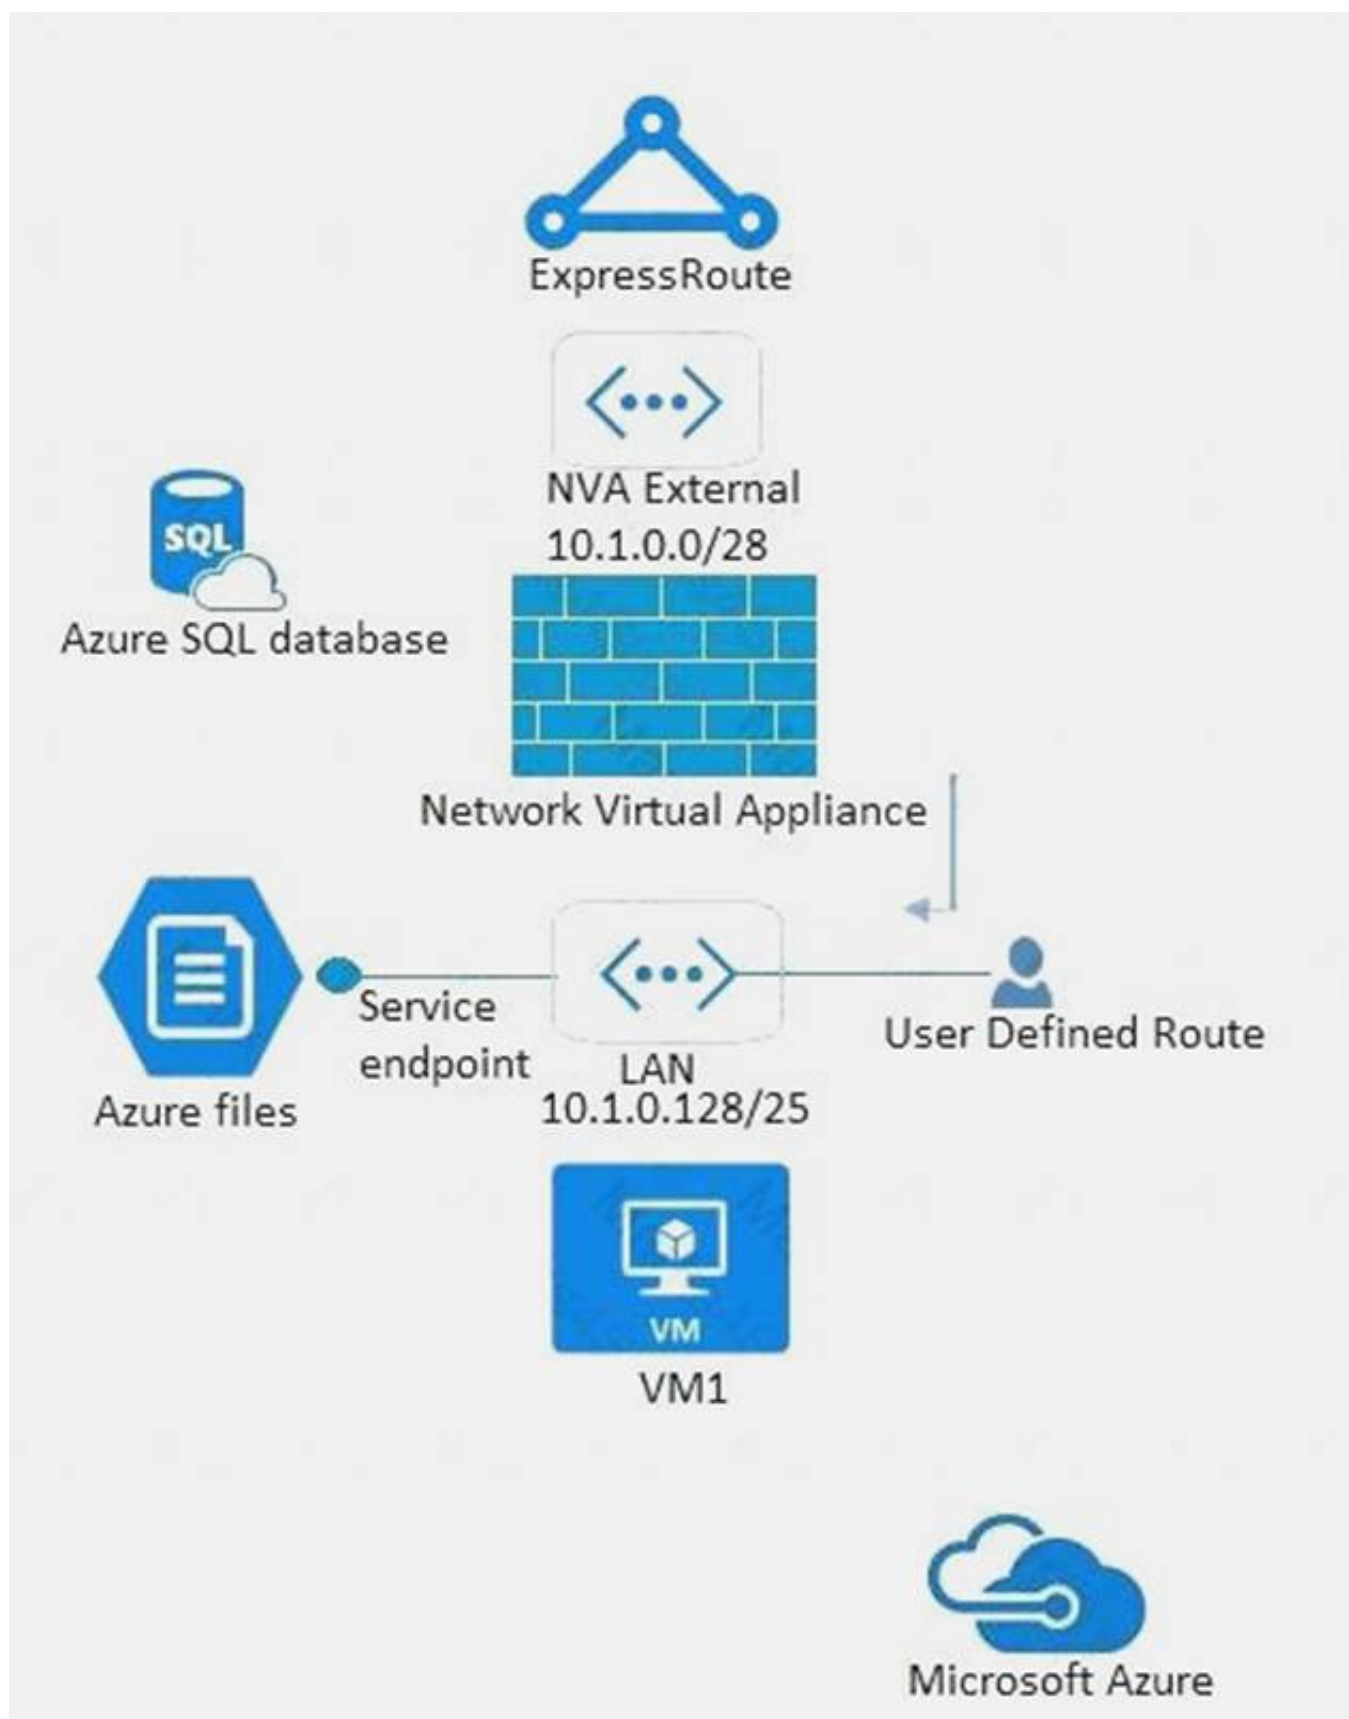 ExpressRoute
NVA External
10.1.0.0/28
SQL
Azure SQL database
Network Virtual Appliance
Service
endpoint
Azure files
LAN
10.1.0.128/25
User Defined Route
VM
VM1
Microsoft Azure